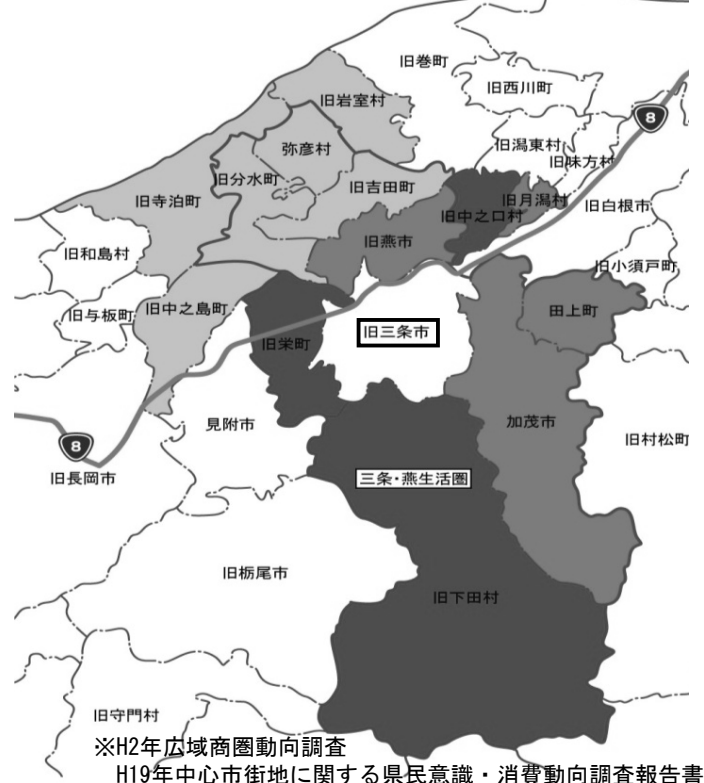 旧巻町
旧西川町
旧岩室村
8
旧潟東村
弥彦村
旧味方村
旧分水町
旧吉田町
旧寺泊町
旧月潟村
旧白根市
旧中之口村
旧燕市
旧和島村
旧小須戸町
旧中之島町
田上町
旧与板町
旧三条市
旧栄町
見附市
加茂市
旧村松町
8
旧長岡市
三条・燕生活圏
旧栃尾市
旧下田村
旧守門村
※H2年広域商圏動向調査
H19年中心市街地に関する県民意識・消費動向調査報告書